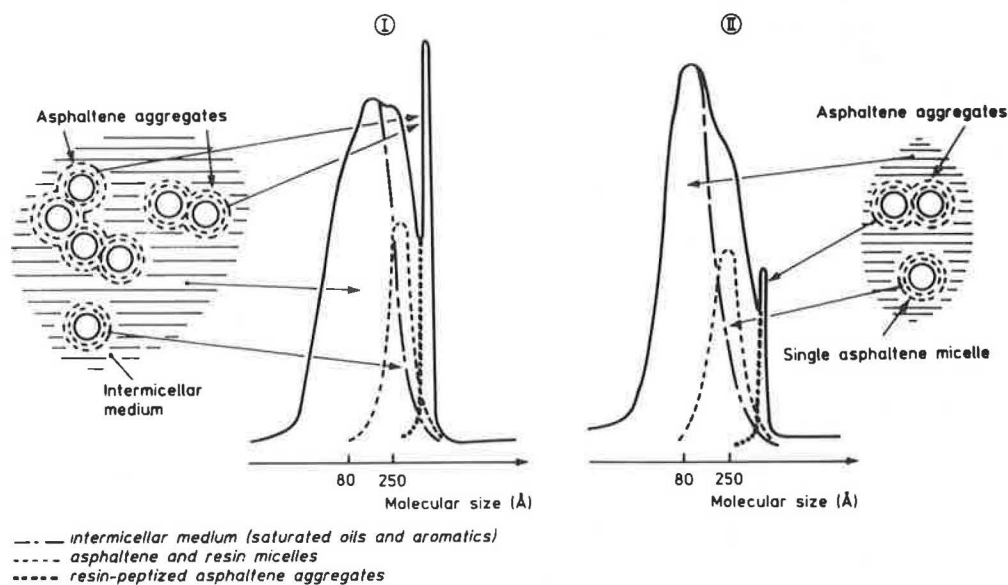 Ⓘ
Ⓘ︎Ⓘ
Asphaltene aggregates
Intermicellar
medium
80
250
Molecular size (Å)
Asphaltene aggregates
Single asphaltene micelle
80
250
Molecular size (Å)
intermicellar medium (saturated oils and aromatics)
asphaltene and resin micelles
resin-peptized asphaltene aggregates